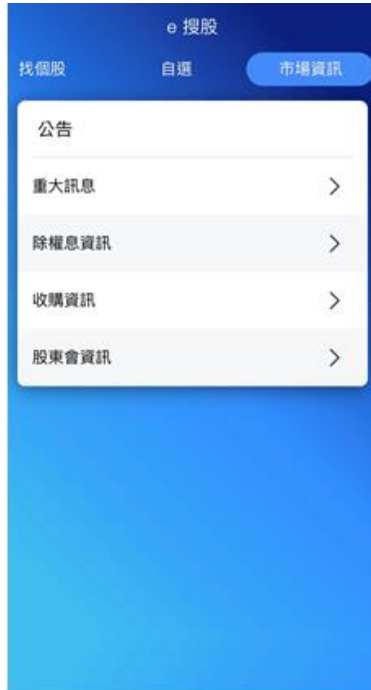 e 搜股
找個股 自選 市場資訊
公告
重大訊息
除權息資訊
收購資訊
股東會資訊